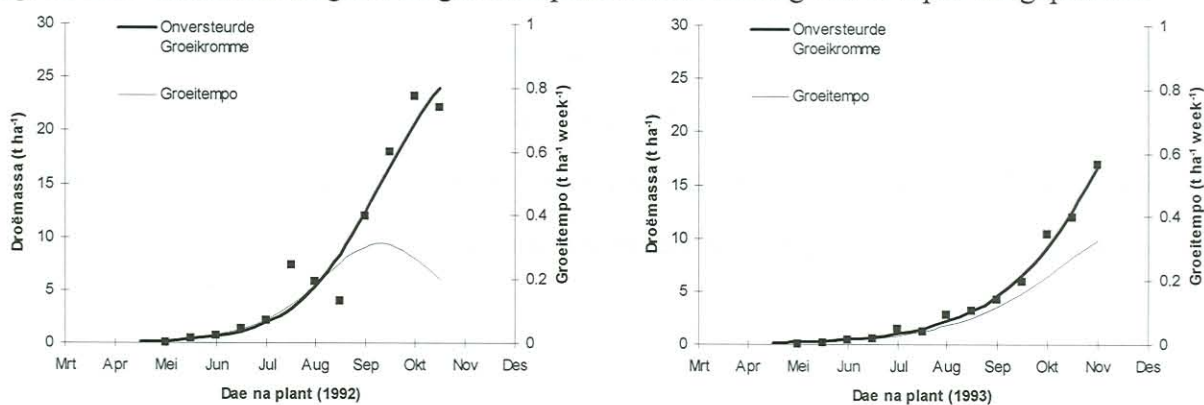 30
25
20
15
10
5
0
Droëmassa (t ha⁻¹)
Onversteurde
Groeikromme
Groeitempo
1
0.8
0.6
0.4
0.2
0
Groeitempo (t ha⁻¹ week⁻¹)
Mrt Apr Mei Jun Jul Aug Sep Okt Nov Des
Dae na plant (1992)
30
25
20
15
10
5
0
Droëmassa (t ha⁻¹)
Onversteurde
Groeikromme
Groeitempo
1
0.8
0.6
0.4
0.2
0
Groeitempo (t ha⁻¹ week⁻¹)
Mrt Apr Mei Jun Jul Aug Sep Okt Nov Des
Dae na plant (1993)